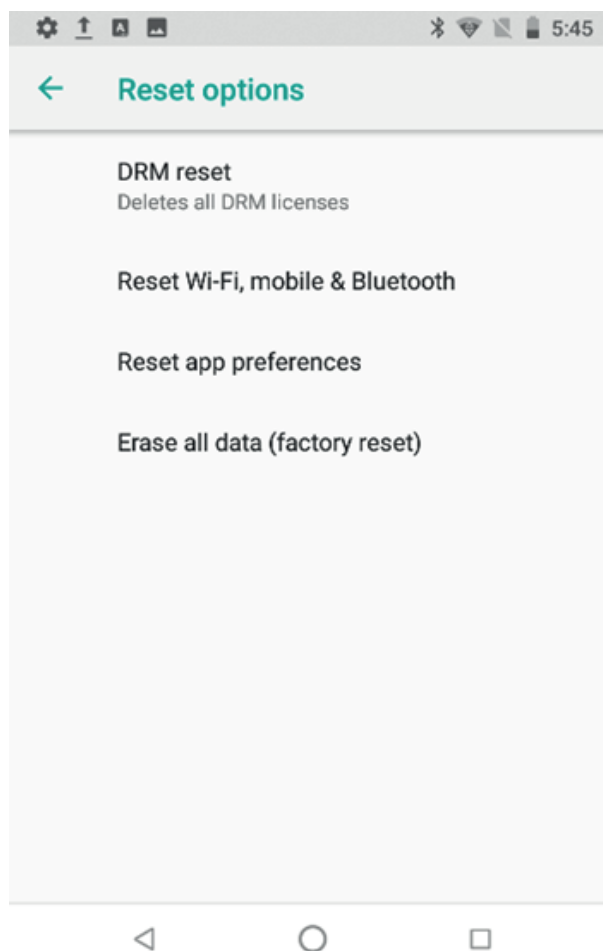 5:45
Reset options
DRM reset
Deletes all DRM licenses
Reset Wi-Fi, mobile & Bluetooth
Reset app preferences
Erase all data (factory reset)